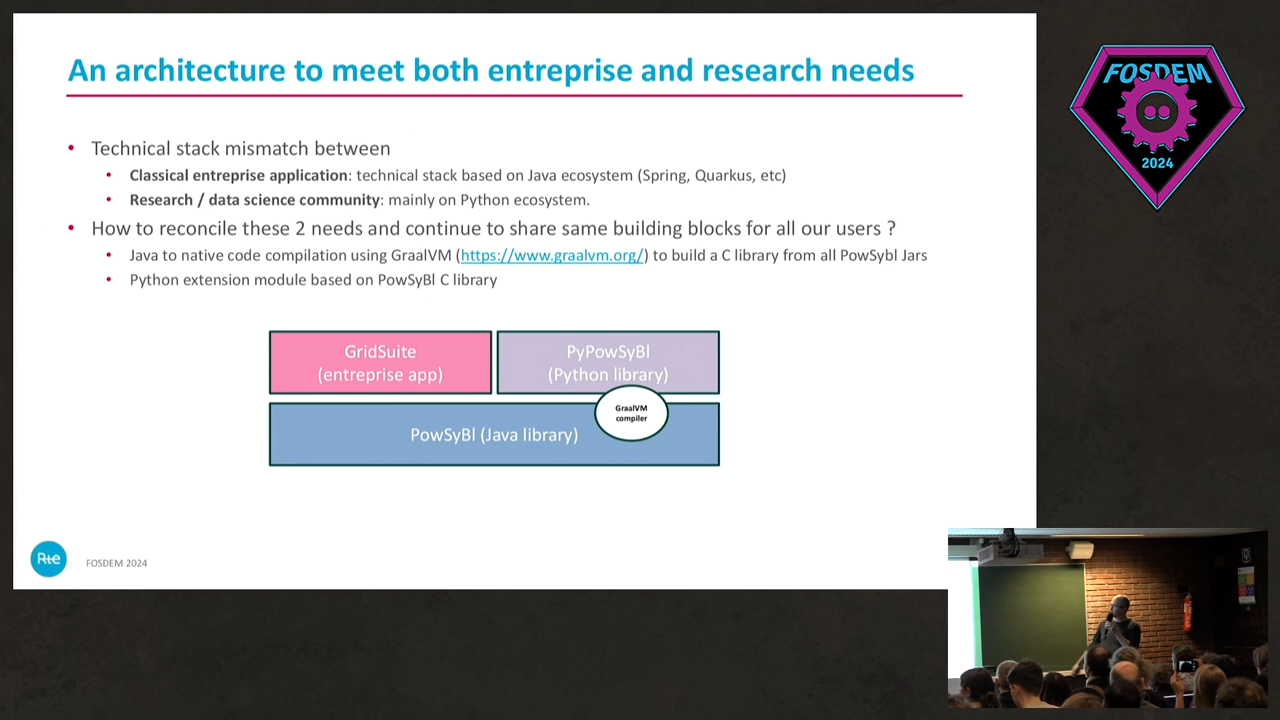 An architecture to meet both entreprise and research needs
• Technical stack mismatch between
• Classical entreprise application: technical stack based on Java ecosystem (Spring, Quarkus, etc)
• Research / data science community: mainly on Python ecosystem.
• How to reconcile these 2 needs and continue to share same building blocks for all our users ?
• Java to native code compilation using GraalVM (https://www.graalvm.org/) to build a C library from all PowSybl Jars
• Python extension module based on PowSyBl C library
GridSuite
(entreprise app)
PyPowSyBl
(Python library)
GraalVM
compiler
PowSyBl (Java library)
Rte
FOSDEM 2024
FOSDEM
2024